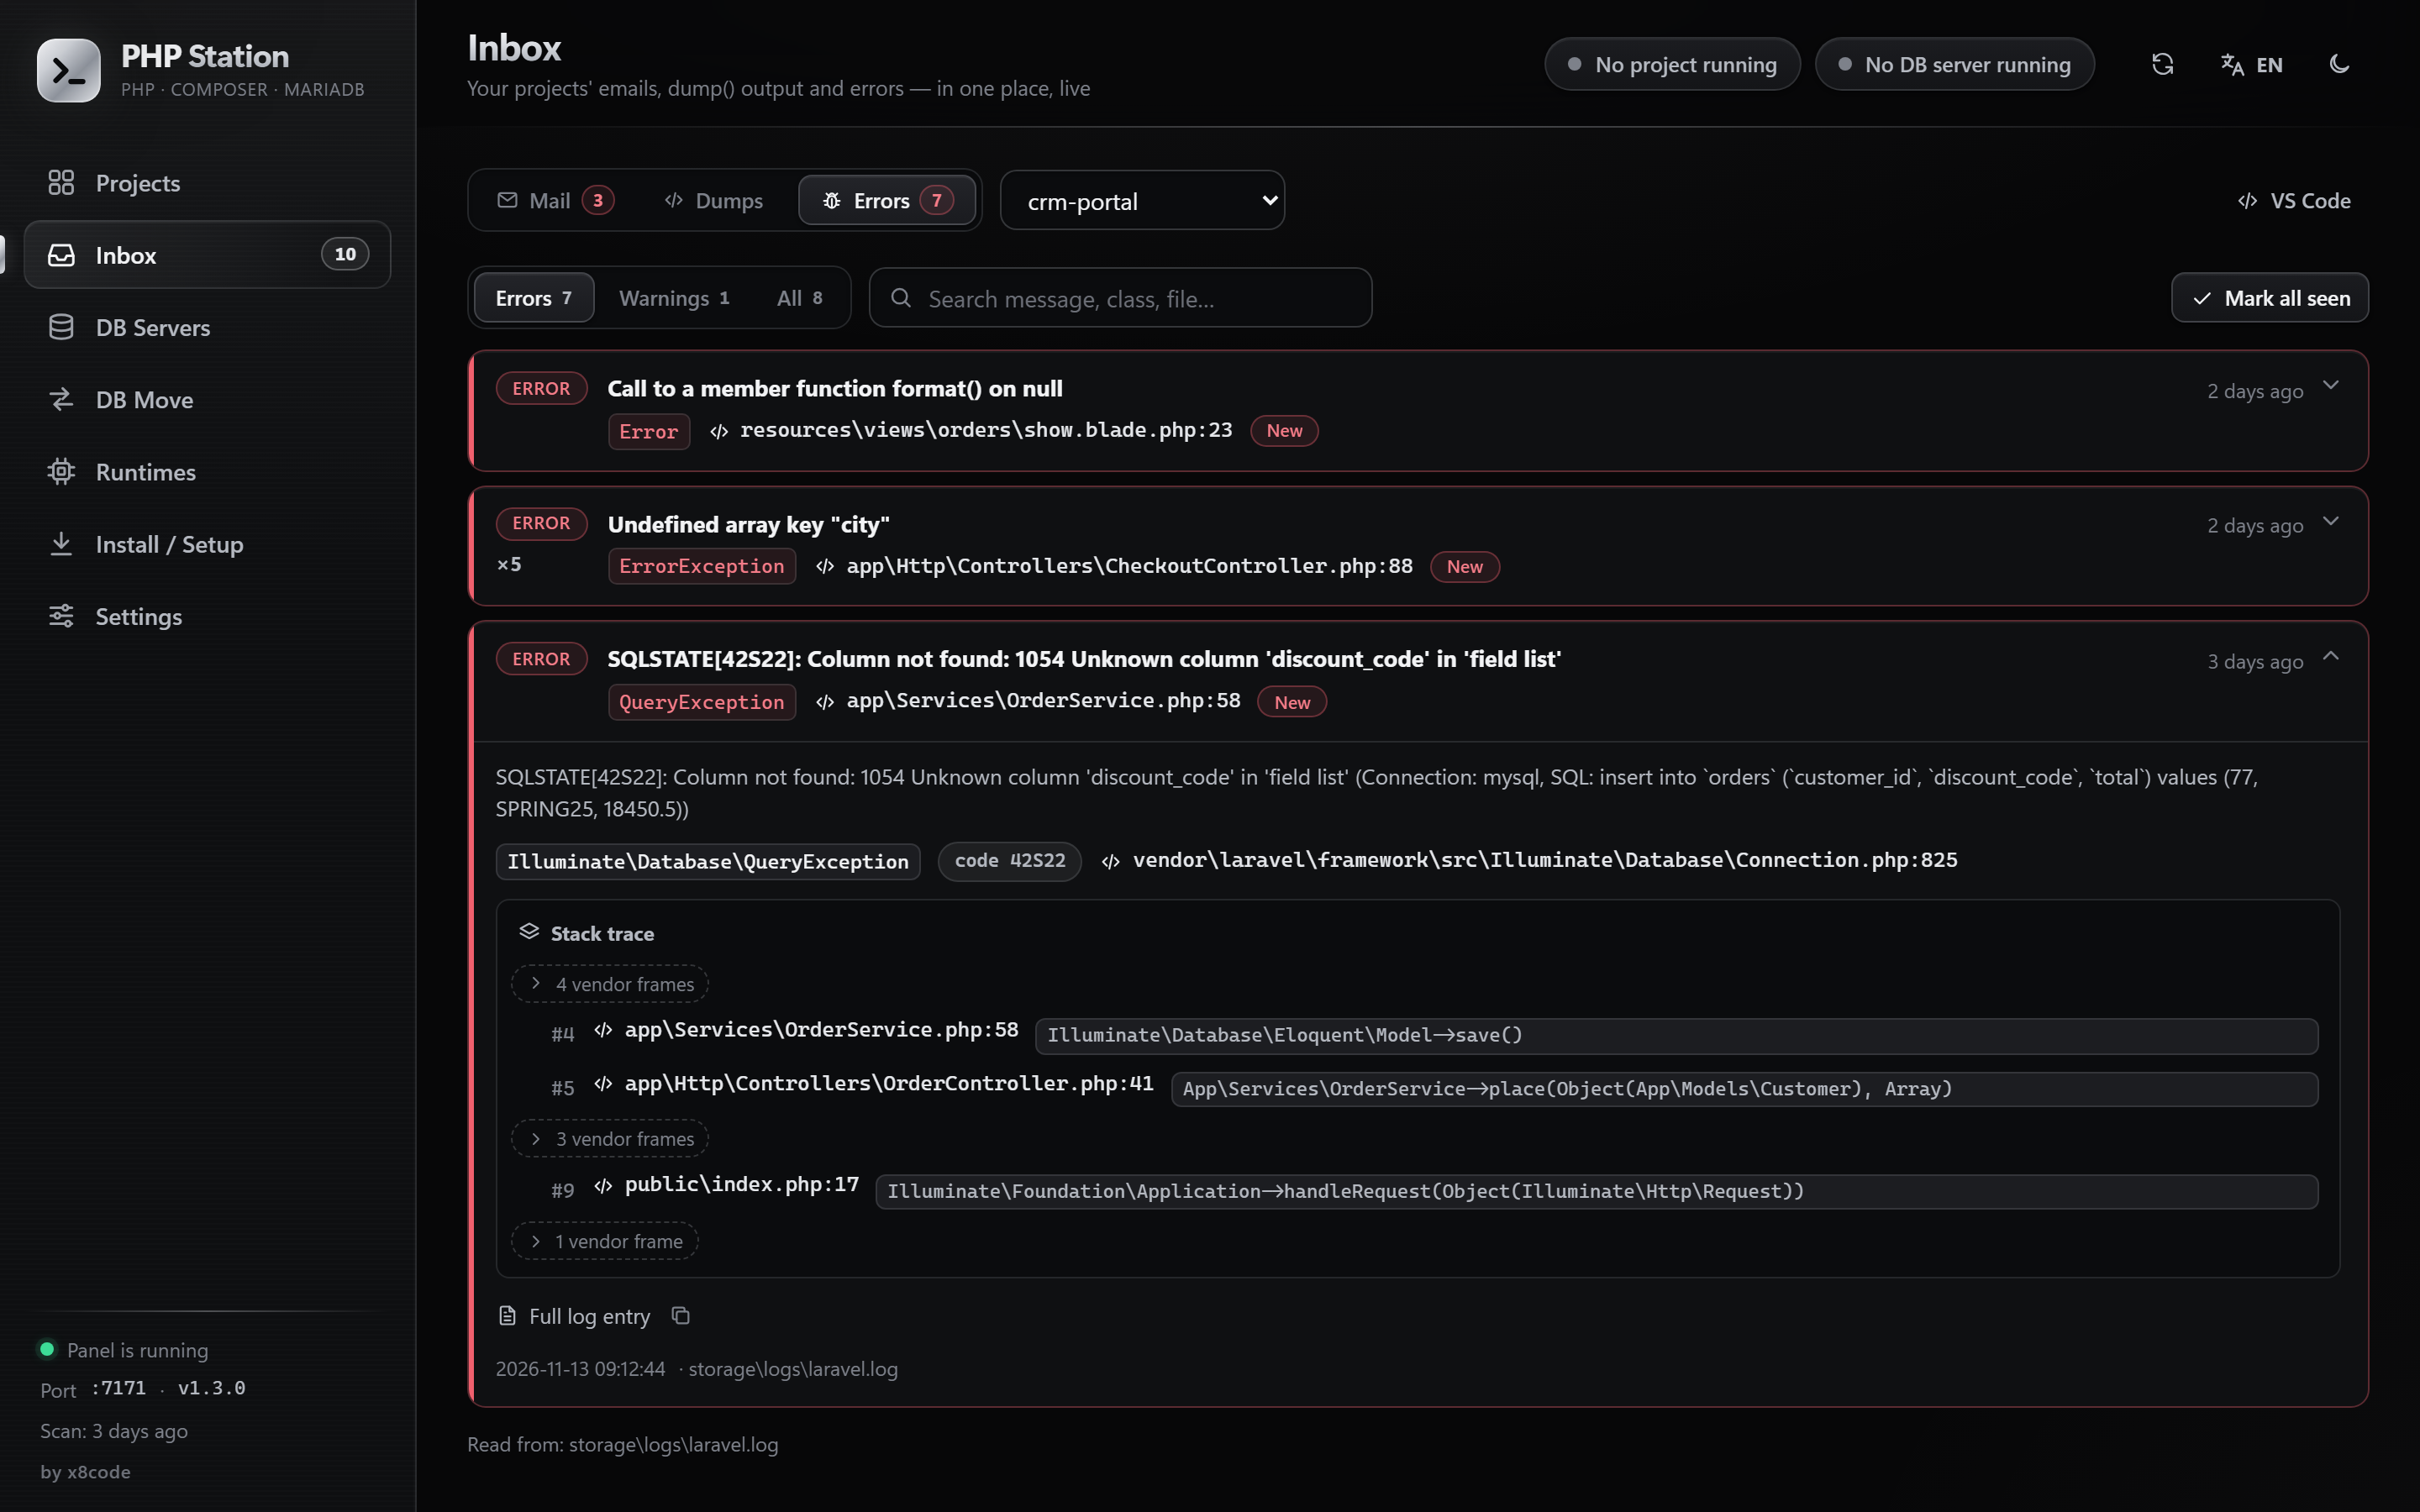 PHP Station
PHP · COMPOSER · MARIADB
Projects
Inbox 10
DB Servers
DB Move
Runtimes
Install / Setup
Settings
Panel is running
Port :7171 · v1.3.0
Scan: 3 days ago
by x8code
Inbox
Your projects' emails, dump() output and errors — in one place, live
No project running
No DB server running
EN
Mail 3
Dumps
Errors 7
crm-portal
VS Code
Errors 7
Warnings 1
All 8
Search message, class, file...
Mark all seen
ERROR Call to a member function format() on null 2 days ago
Error resources\views\orders\show.blade.php:23 New
ERROR Undefined array key "city" 2 days ago
×5 ErrorException app\Http\Controllers\CheckoutController.php:88 New
ERROR SQLSTATE[42S22]: Column not found: 1054 Unknown column 'discount_code' in 'field list' 3 days ago
QueryException app\Services\OrderService.php:58 New
SQLSTATE[42S22]: Column not found: 1054 Unknown column 'discount_code' in 'field list' (Connection: mysql, SQL: insert into `orders` (`customer_id`, `discount_code`, `total`) values (77,
SPRING25, 18450.5))
Illuminate\Database\QueryException code 42S22 vendor\laravel\framework\src\Illuminate\Database\Connection.php:825
Stack trace
4 vendor frames
#4 app\Services\OrderService.php:58 Illuminate\Database\Eloquent\Model->save()
#5 app\Http\Controllers\OrderController.php:41 App\Services\OrderService->place(Object(App\Models\Customer), Array)
3 vendor frames
#9 public\index.php:17 Illuminate\Foundation\Application->handleRequest(Object(Illuminate\Http\Request))
1 vendor frame
Full log entry
2026-11-13 09:12:44 · storage\logs\laravel.log
Read from: storage\logs\laravel.log